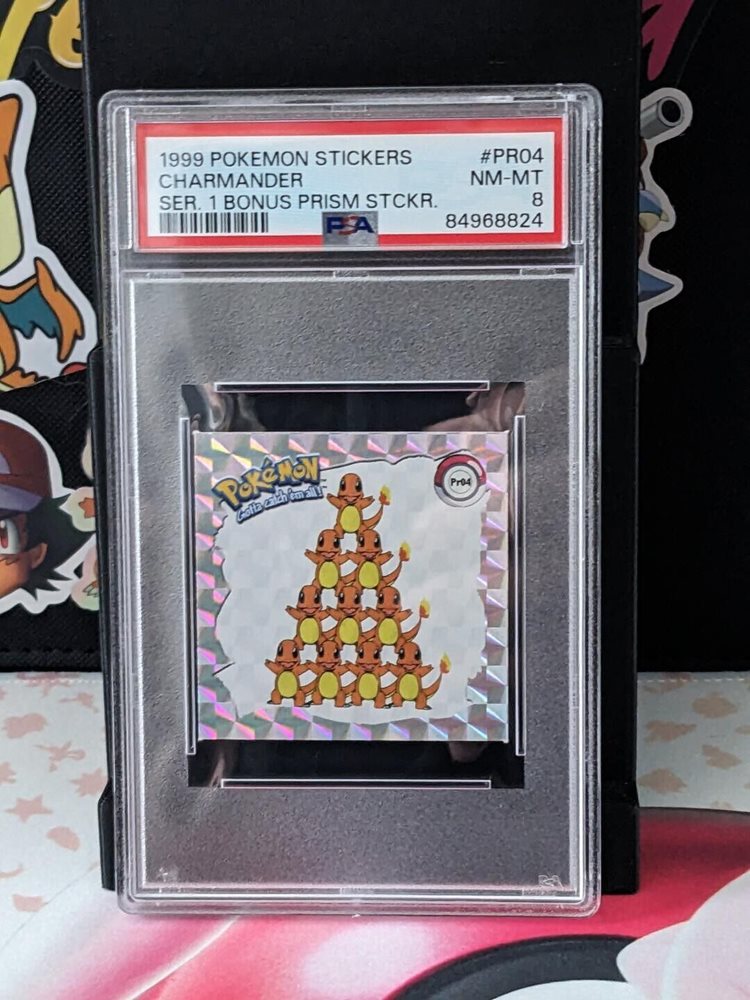 1999 POKEMON STICKERS #PR04
CHARMANDER NM-MT
SER. 1 BONUS PRISM STCKR. 8
PSA 84968824
POKéMON
Gotta catch 'em all!
Pr04